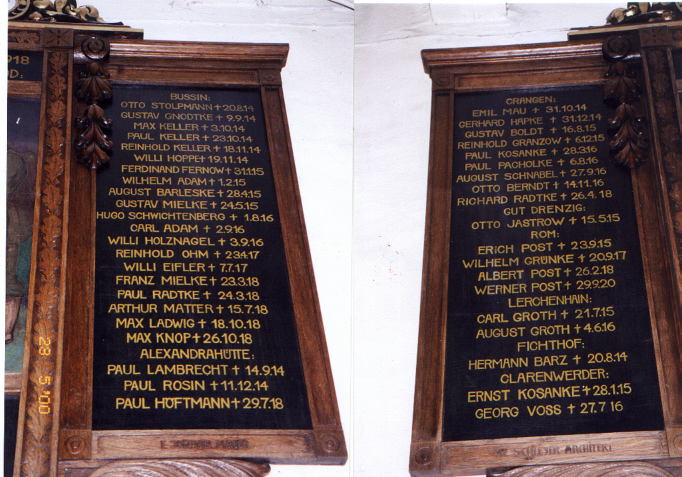 1918
OD:
BUSSIN:
OTTO STOLPMANN + 20.8.14
GUSTAV GNODTKE + 9.9.14
MAX KELLER + 3.10.14
PAUL KELLER + 23.10.14
REINHOLD KELLER + 18.11.14
WILLI HOPPE + 19.11.14
FERDINAND FERNOW + 31.1.15
WILHELM ADAM + 1.2.15
AUGUST BARLESKE + 28.4.15
GUSTAV MIELKE + 24.5.15
HUGO SCHWICHTENBERG + 1.8.16
CARL ADAM + 2.9.16
WILLI HOLZNAGEL + 3.9.16
REINHOLD OHM + 23.4.17
WILLI EIFLER + 7.7.17
FRANZ MIELKE + 23.3.18
PAUL RADTKE + 24.3.18
ARTHUR MATTER + 15.7.18
MAX LADWIG + 18.10.18
MAX KNOP + 26.10.18
ALEXANDRAHÜTTE:
PAUL LAMBRECHT + 14.9.14
PAUL ROSIN + 11.12.14
PAUL HÖFTMANN + 29.7.18
28 5 '00
CRANGEN:
EMIL MAU + 31.10.14
GERHARD HAPKE + 31.12.14
GUSTAV BOLDT + 16.8.15
REINHOLD GRANZOW + 6.12.15
PAUL KOSANKE + 28.3.16
PAUL PACHOLKE + 6.8.16
AUGUST SCHNABEL + 27.9.16
OTTO BERNDT + 14.11.16
RICHARD RADTKE + 26.4.18
GUT DRENZIG:
OTTO JASTROW + 15.5.15
ROM:
ERICH POST + 23.9.15
WILHELM GRÜNKE + 20.9.17
ALBERT POST + 26.2.18
WERNER POST + 29.9.20
LERCHENHAIN:
CARL GROTH + 21.7.15
AUGUST GROTH + 4.6.16
FICHTHOF:
HERMANN BARZ + 20.8.14
CLARENWERDER:
ERNST KOSANKE + 28.1.15
GEORG VOSS + 27.7 16
ARCHITEKT